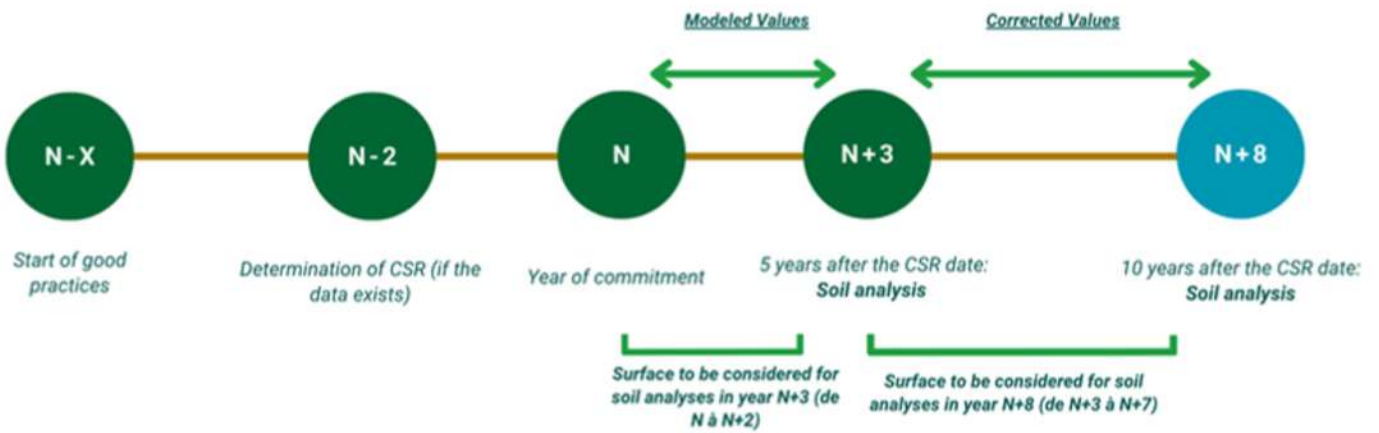 Modeled Values
Corrected Values
N-X
N-2
N
N+3
N+8
Start of good
practices
Determination of CSR (if the
data exists)
Year of commitment
5 years after the CSR date:
Soil analysis
10 years after the CSR date:
Soil analysis
Surface to be considered for
soil analyses in year N+3 (de
N à N+2)
Surface to be considered for soil
analyses in year N+8 (de N+3 à N+7)